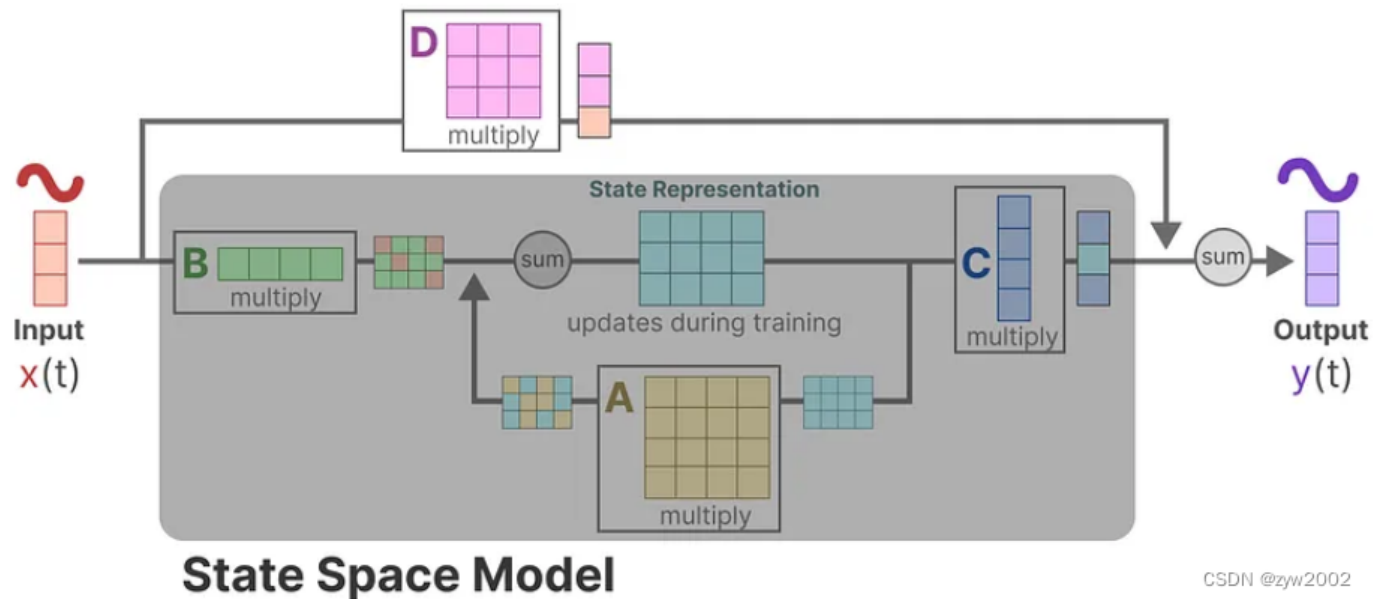 D
multiply
State Representation
B
multiply
sum
updates during training
C
multiply
sum
Input
x(t)
Output
y(t)
A
multiply
State Space Model
CSDN @zyw2002